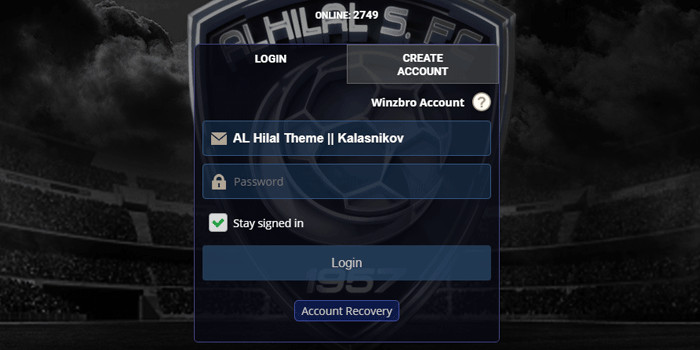 ONLINE: 2749
ALHILAL S. FC
LOGIN
CREATE
ACCOUNT
Winzbro Account ?
AL Hilal Theme || Kalasnikov
Password
Stay signed in
Login
1957
Account Recovery